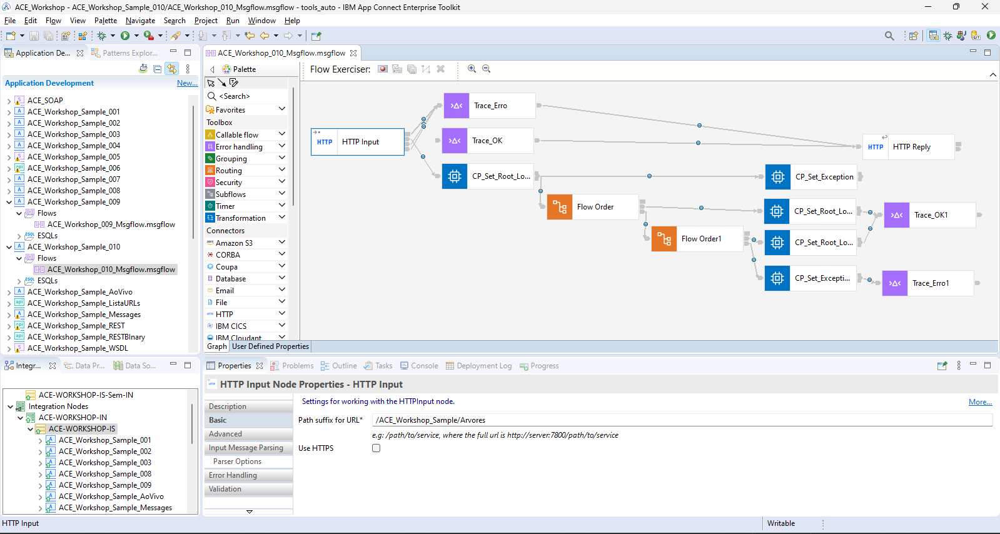 ACE_Workshop - ACE_Workshop_Sample_010/ACE_Workshop_010_Msgflow.msgflow - tools_auto - IBM App Connect Enterprise Toolkit
File Edit Flow View Palette Navigate Search Project Run Window Help
Application De... Patterns Explor...
Application Development New...
ACE_SOAP
ACE_Workshop_Sample_001
ACE_Workshop_Sample_002
ACE_Workshop_Sample_003
ACE_Workshop_Sample_004
ACE_Workshop_Sample_005
ACE_Workshop_Sample_006
ACE_Workshop_Sample_007
ACE_Workshop_Sample_008
ACE_Workshop_Sample_009
Flows
ACE_Workshop_009_Msgflow.msgflow
ESQLs
ACE_Workshop_Sample_010
Flows
ACE_Workshop_010_Msgflow.msgflow
ESQLs
ACE_Workshop_Sample_AoVivo
ACE_Workshop_Sample_ListaURLs
ACE_Workshop_Sample_Messages
ACE_Workshop_Sample_REST
ACE_Workshop_Sample_RESTBInary
ACE_Workshop_Sample_WSDL
ACE_Workshop_010_Msgflow.msgflow
Palette
<Search>
Favorites
Toolbox
Callable flow
Error handling
Grouping
Routing
Security
Subflows
Timer
Transformation
Connectors
Amazon S3
CORBA
Coupa
Database
Email
File
HTTP
IBM CICS
IBM Cloudant
Flow Exerciser:
Trace_Erro
HTTP HTTP Input
Trace_OK
HTTP HTTP Reply
CP_Set_Root_Lo...
CP_Set_Exception
Flow Order
CP_Set_Root_Lo...
Trace_OK1
Flow Order1
CP_Set_Root_Lo...
CP_Set_Excepti...
Trace_Erro1
Graph User Defined Properties
Integr... Data Pr... Data So...
ACE-WORKSHOP-IS-Sem-IN
Integration Nodes
ACE-WORKSHOP-IN
ACE-WORKSHOP-IS
ACE_Workshop_Sample_001
ACE_Workshop_Sample_002
ACE_Workshop_Sample_003
ACE_Workshop_Sample_008
ACE_Workshop_Sample_009
ACE_Workshop_Sample_AoVivo
ACE_Workshop_Sample_Messages
Properties Problems Outline Tasks Console Deployment Log Progress
HTTP Input Node Properties - HTTP Input
Description
Basic
Advanced
Input Message Parsing
Parser Options
Error Handling
Validation
Settings for working with the HTTPInput node. More...
Path suffix for URL* /ACE_Workshop_Sample/Arvores
e.g: /path/to/service, where the full url is http://server:7800/path/to/service
Use HTTPS
HTTP Input Writable